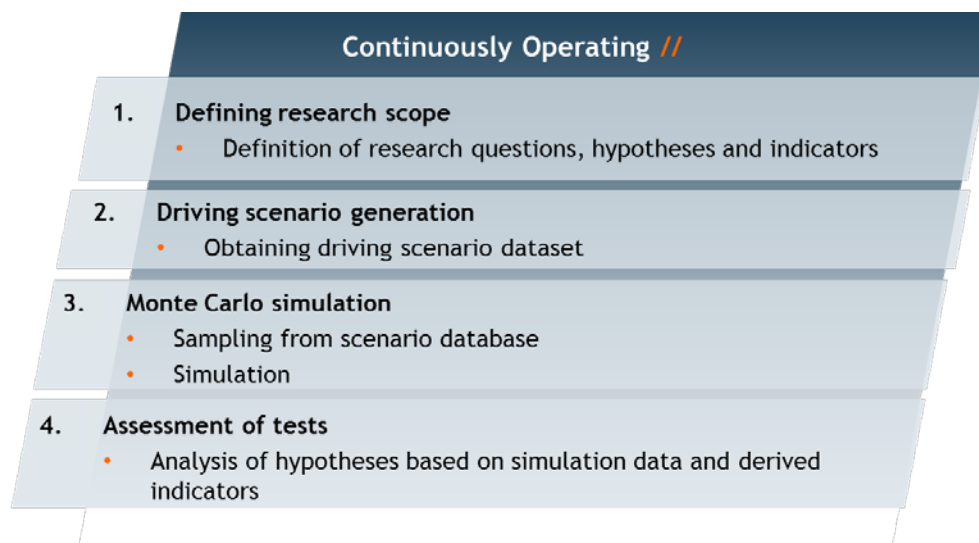 Continuously Operating //
1. Defining research scope
• Definition of research questions, hypotheses and indicators
2. Driving scenario generation
• Obtaining driving scenario dataset
3. Monte Carlo simulation
• Sampling from scenario database
• Simulation
4. Assessment of tests
• Analysis of hypotheses based on simulation data and derived
indicators